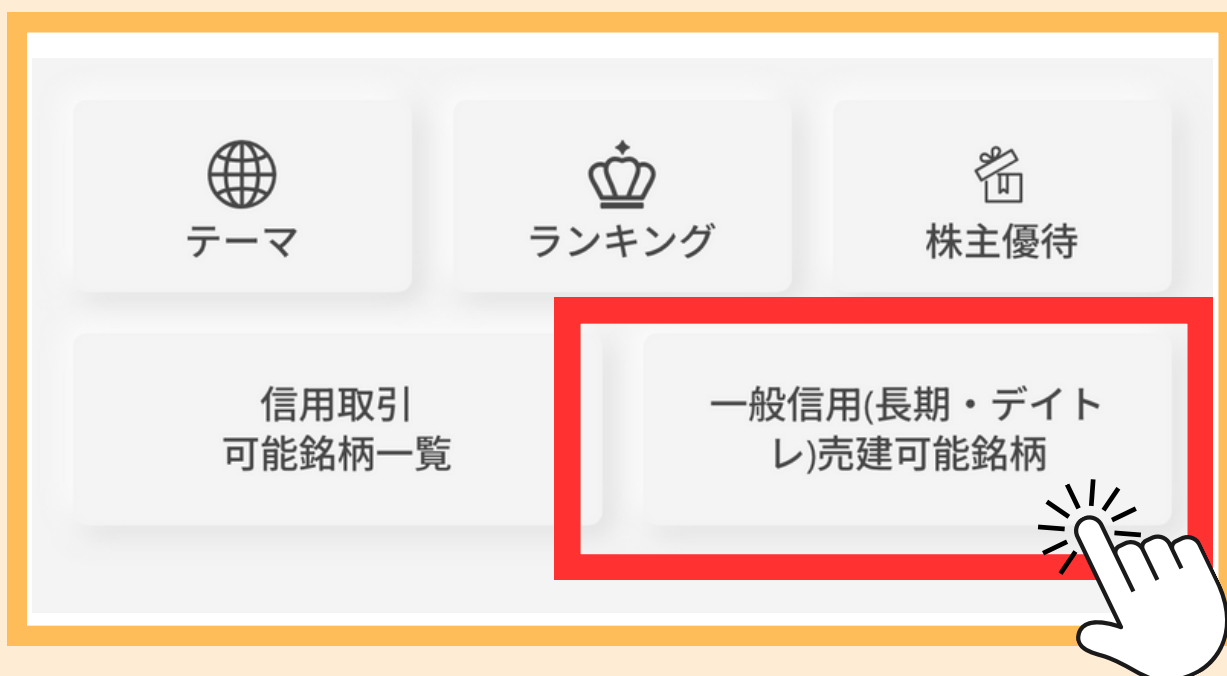 テーマ
ランキング
株主優待
信用取引
可能銘柄一覧
一般信用(長期・デイト
レ)売建可能銘柄